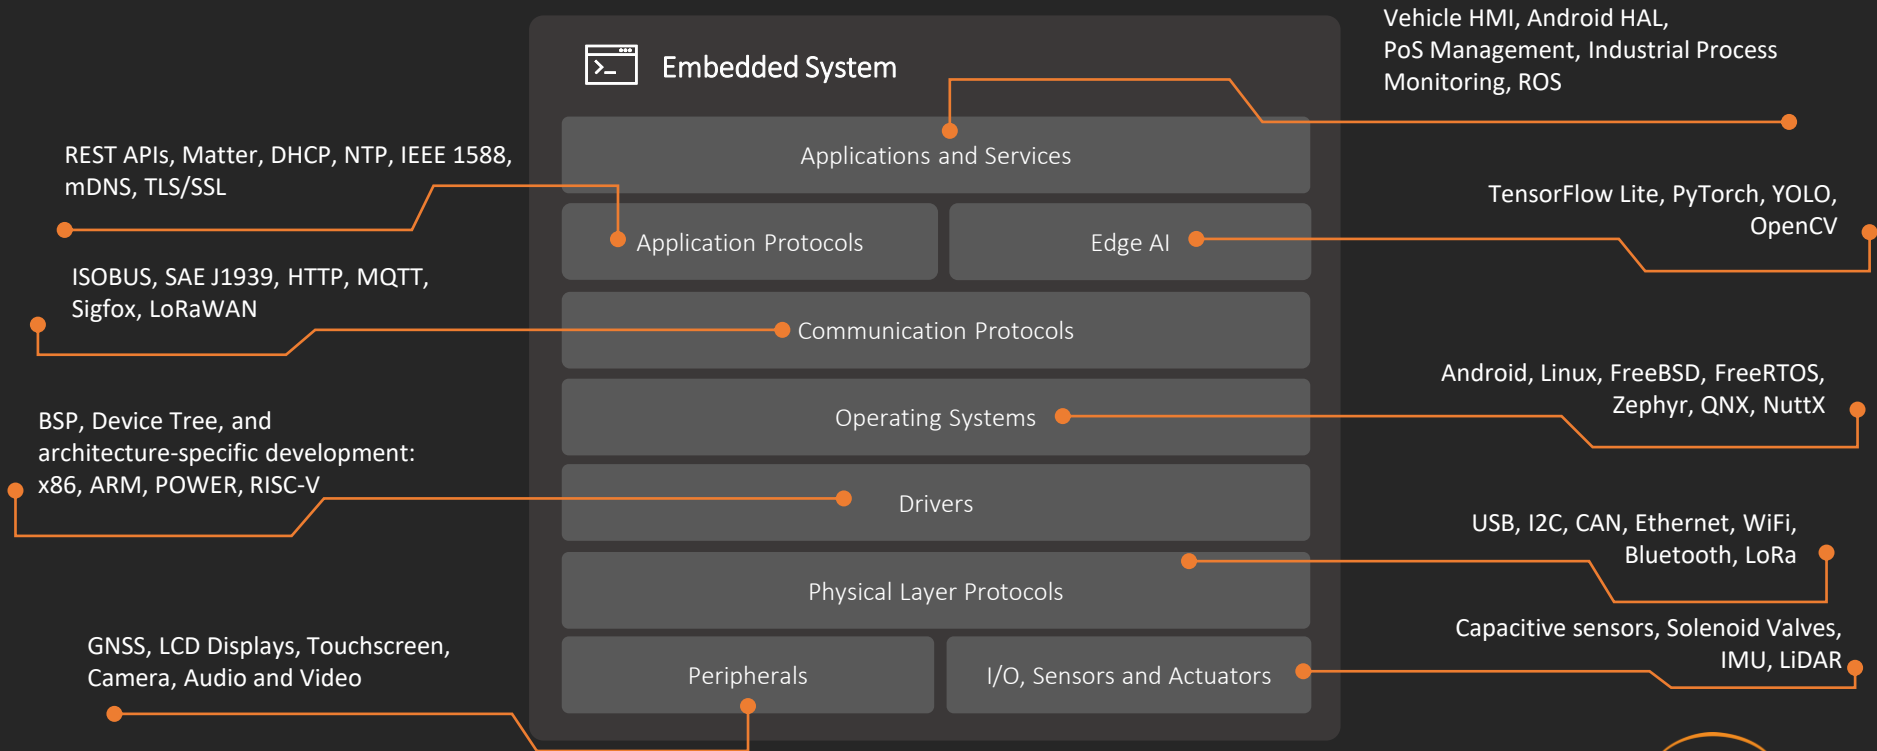 Embedded System
Vehicle HMI, Android HAL,
PoS Management, Industrial Process
Monitoring, ROS
Applications and Services
REST APIs, Matter, DHCP, NTP, IEEE 1588,
mDNS, TLS/SSL
Application Protocols
Edge AI
TensorFlow Lite, PyTorch, YOLO,
OpenCV
ISOBUS, SAE J1939, HTTP, MQTT,
Sigfox, LoRaWAN
Communication Protocols
Operating Systems
Android, Linux, FreeBSD, FreeRTOS,
Zephyr, QNX, NuttX
BSP, Device Tree, and
architecture-specific development:
x86, ARM, POWER, RISC-V
Drivers
USB, I2C, CAN, Ethernet, WiFi,
Bluetooth, LoRa
Physical Layer Protocols
GNSS, LCD Displays, Touchscreen,
Camera, Audio and Video
Peripherals
I/O, Sensors and Actuators
Capacitive sensors, Solenoid Valves,
IMU, LiDAR